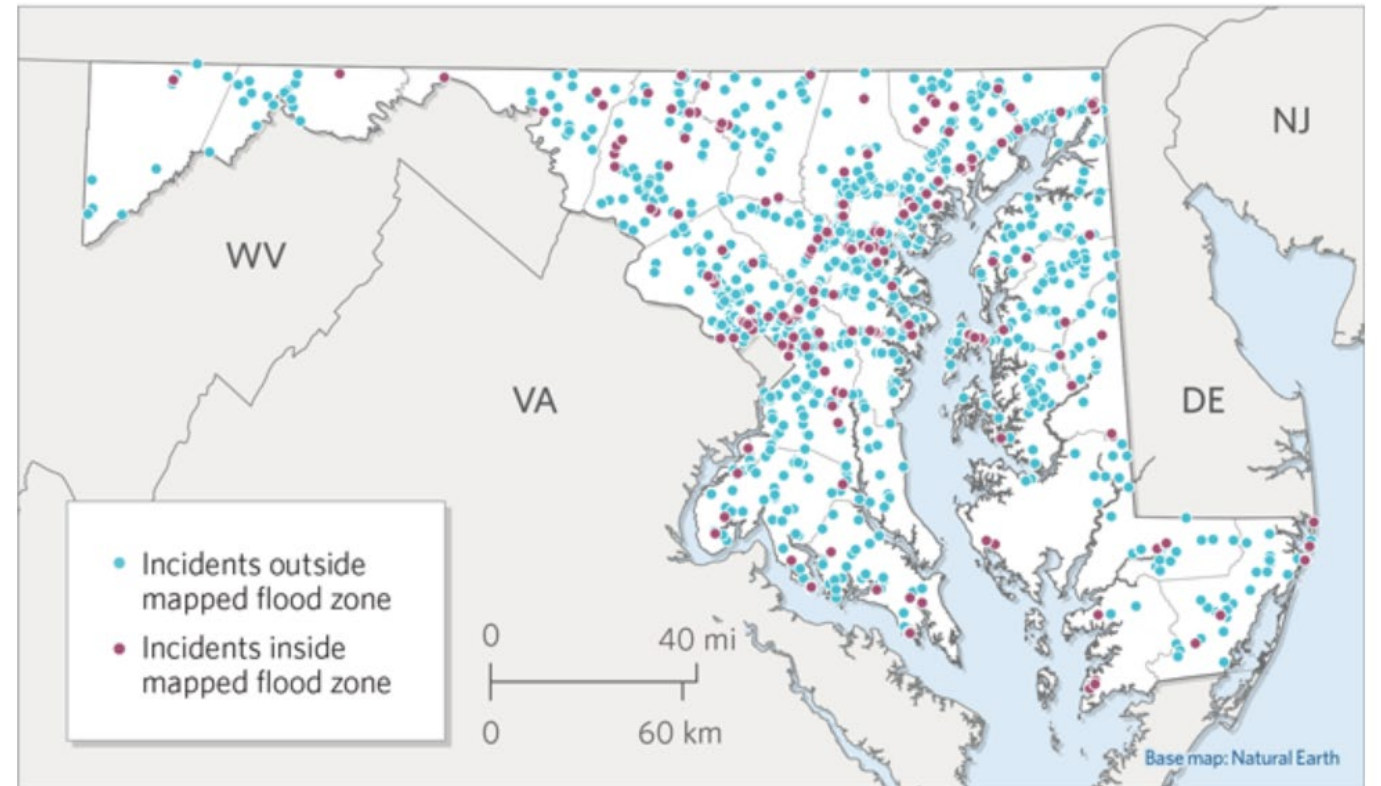 NJ
WV
VA
DE
Incidents outside
mapped flood zone
Incidents inside
mapped flood zone
0 40 mi
0 60 km
Base map: Natural Earth